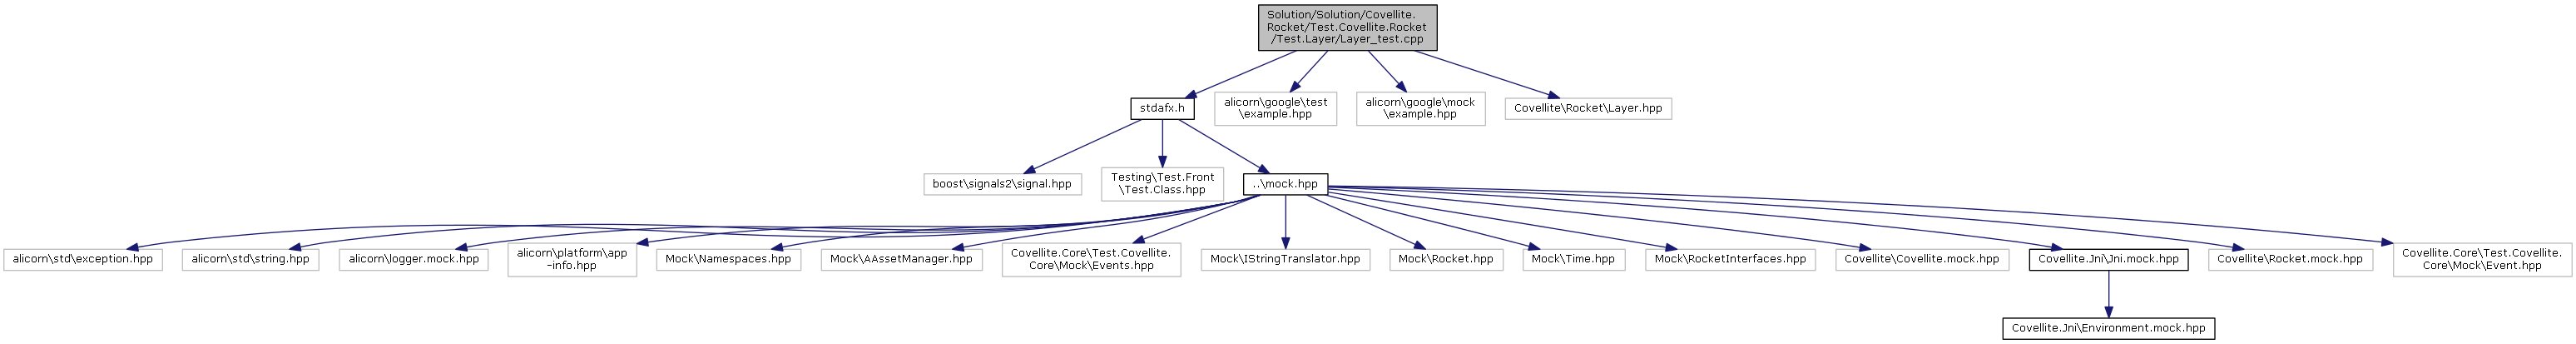 Solution/Solution/Covellite.
Rocket/Test.Covellite.Rocket
/Test.Layer/Layer_test.cpp
stdafx.h
alicorn\google\test
\example.hpp
alicorn\google\mock
\example.hpp
Covellite\Rocket\Layer.hpp
boost\signals2\signal.hpp
Testing\Test.Front
\Test.Class.hpp
..\mock.hpp
alicorn\std\exception.hpp
alicorn\std\string.hpp
alicorn\logger.mock.hpp
alicorn\platform\app
-info.hpp
Mock\Namespaces.hpp
Mock\AAssetManager.hpp
Covellite.Core\Test.Covellite.
Core\Mock\Events.hpp
Mock\IStringTranslator.hpp
Mock\Rocket.hpp
Mock\Time.hpp
Mock\RocketInterfaces.hpp
Covellite\Covellite.mock.hpp
Covellite.Jni\Jni.mock.hpp
Covellite\Rocket.mock.hpp
Covellite.Core\Test.Covellite.
Core\Mock\Event.hpp
Covellite.Jni\Environment.mock.hpp